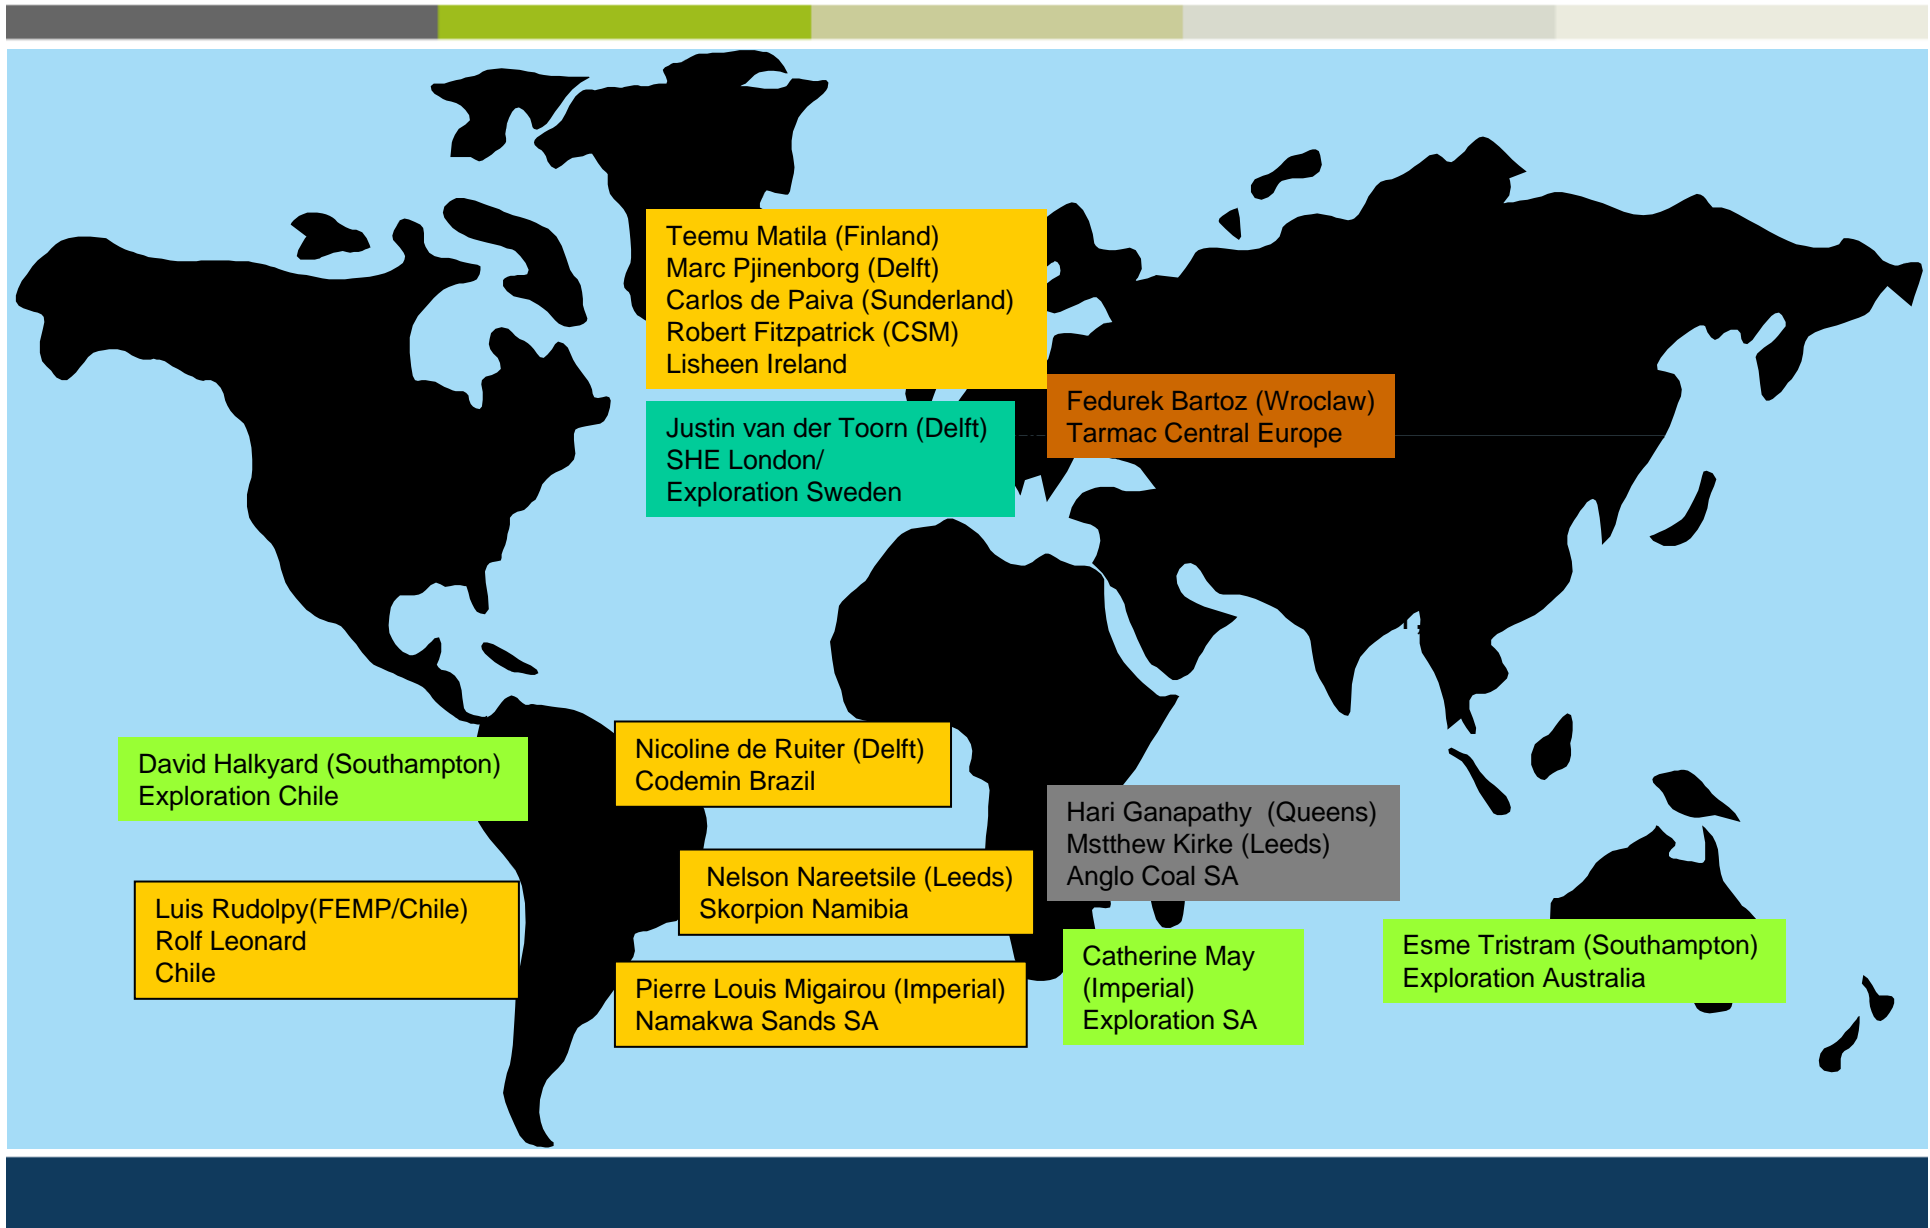 Teemu Matila (Finland)
Marc Pjinenborg (Delft)
Carlos de Paiva (Sunderland)
Robert Fitzpatrick (CSM)
Lisheen Ireland
Fedurek Bartoz (Wroclaw)
Tarmac Central Europe
Justin van der Toorn (Delft)
SHE London/
Exploration Sweden
David Halkyard (Southampton)
Exploration Chile
Nicoline de Ruiter (Delft)
Codemin Brazil
Hari Ganapathy  (Queens)
Mstthew Kirke (Leeds)
Anglo Coal SA
Luis Rudolpy(FEMP/Chile)
Rolf Leonard
Chile
Nelson Nareetsile (Leeds)
Skorpion Namibia
Pierre Louis Migairou (Imperial)
Namakwa Sands SA
Catherine May
(Imperial)
Exploration SA
Esme Tristram (Southampton)
Exploration Australia